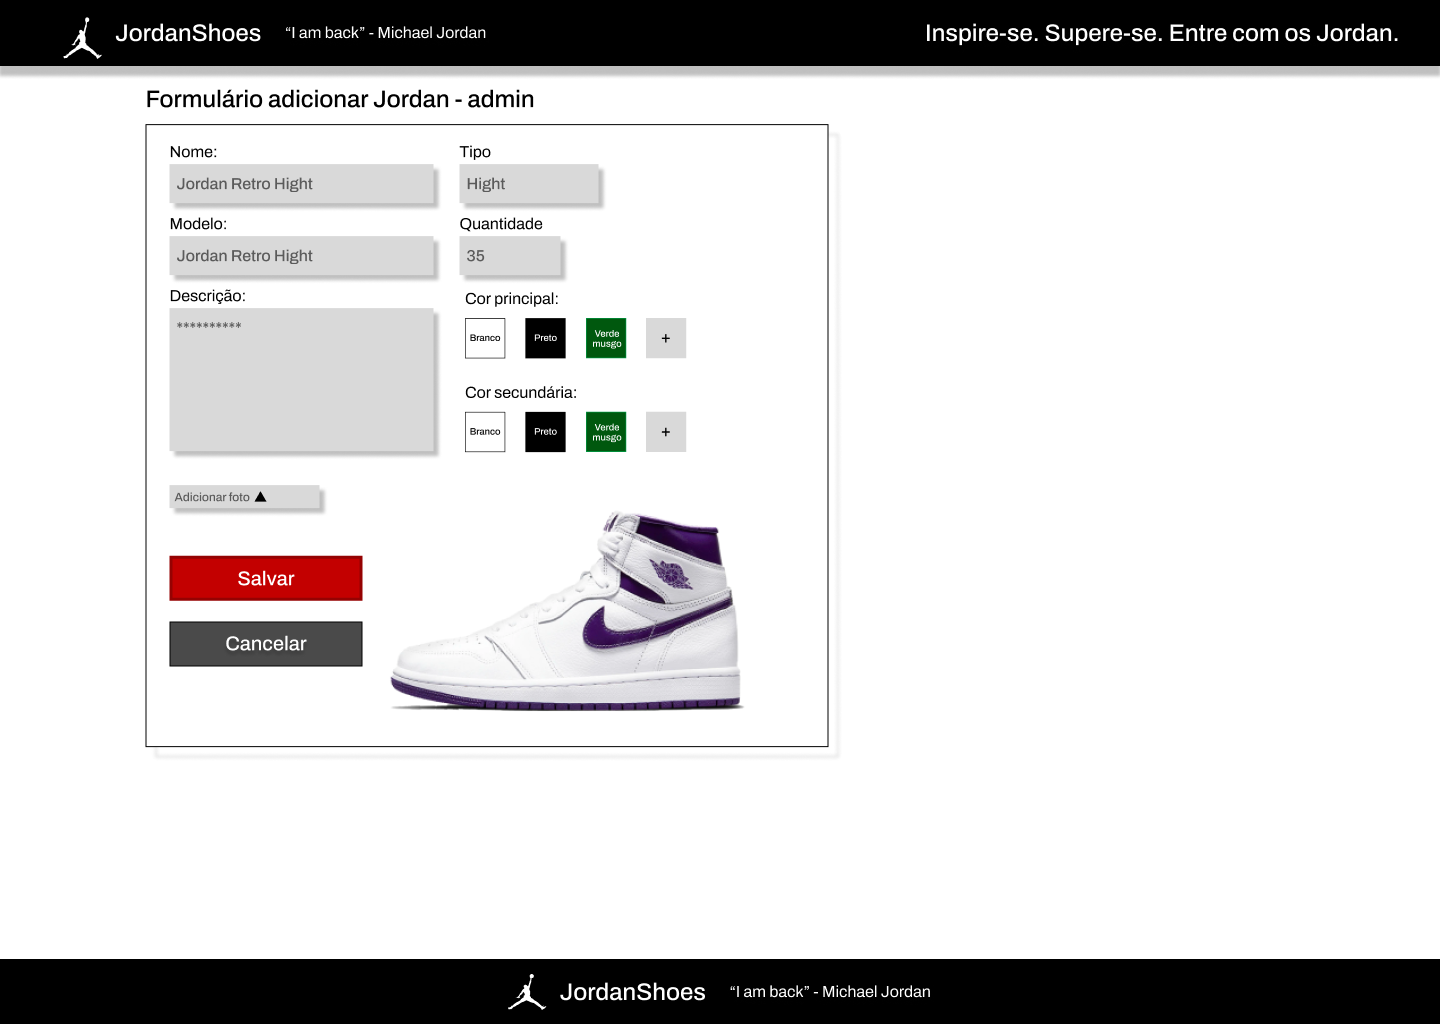 JordanShoes
“I am back” - Michael Jordan
Inspire-se. Supere-se. Entre com os Jordan.
Formulário adicionar Jordan - admin
Nome:
Jordan Retro Hight
Tipo
Hight
Modelo:
Jordan Retro Hight
Quantidade
35
Descrição:
**********
Cor principal:
Branco
Preto
Verde
musgo
+
Cor secundária:
Branco
Preto
Verde
musgo
+
Adicionar foto
Salvar
Cancelar
JordanShoes
“I am back” - Michael Jordan